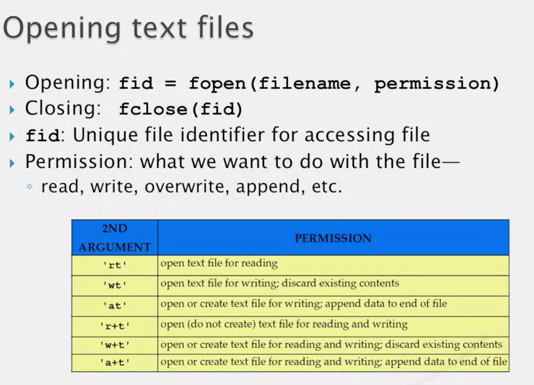 Opening text files
Opening: fid = fopen(filename, permission)
Closing: fclose(fid)
fid: Unique file identifier for accessing file
Permission: what we want to do with the file—
read, write, overwrite, append, etc.
2ND ARGUMENT PERMISSION
'rt' open text file for reading
'wt' open text file for writing; discard existing contents
'at' open or create text file for writing; append data to end of file
'r+t' open (do not create) text file for reading and writing
'w+t' open or create text file for reading and writing; discard existing contents
'a+t' open or create text file for reading and writing; append data to end of file